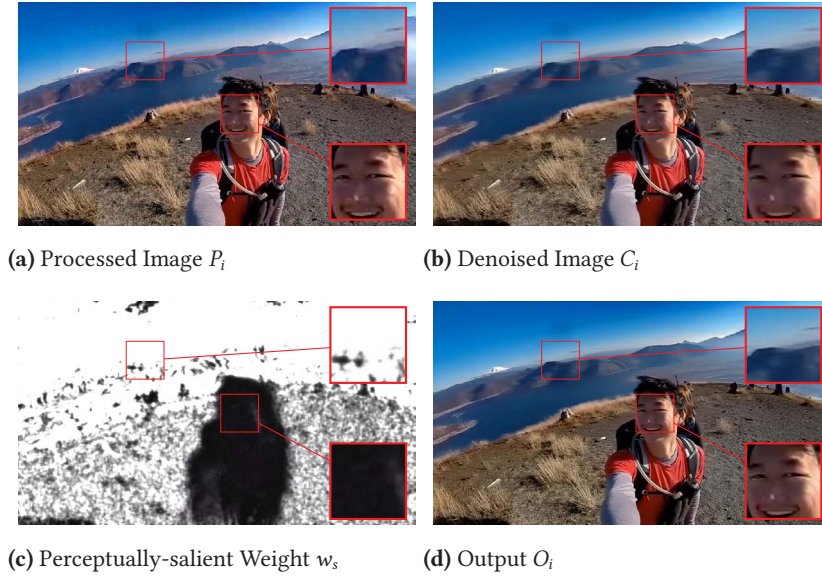 (a) Processed Image Pᵢ
(b) Denoised Image Cᵢ
(c) Perceptually-salient Weight wₛ
(d) Output Oᵢ